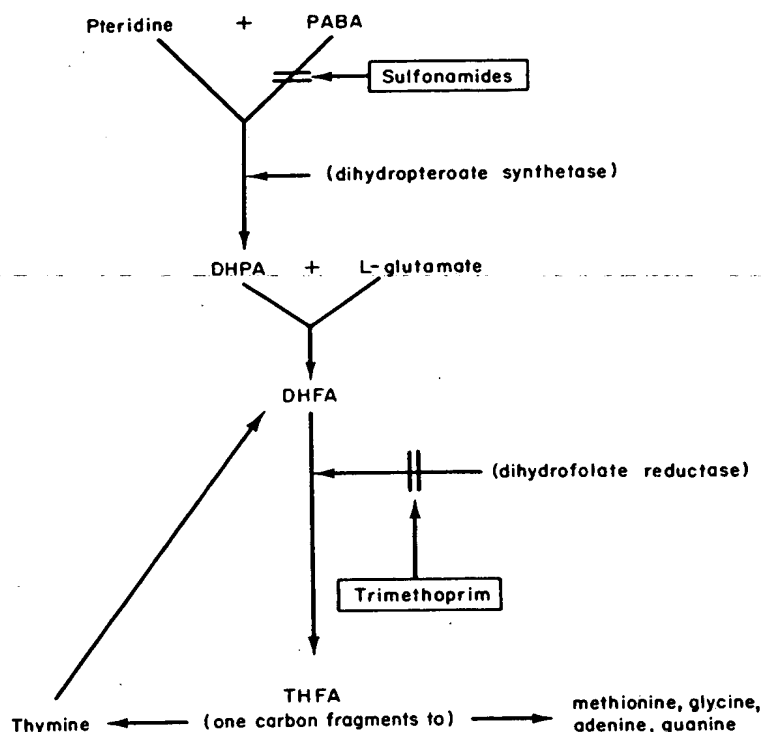 Pteridine + PABA
Sulfonamides
(dihydropteroate synthetase)
DHPA + L-glutamate
DHFA
(dihydrofolate reductase)
Trimethoprim
THFA
Thymine (one carbon fragments to) methionine, glycine,
adenine, guanine